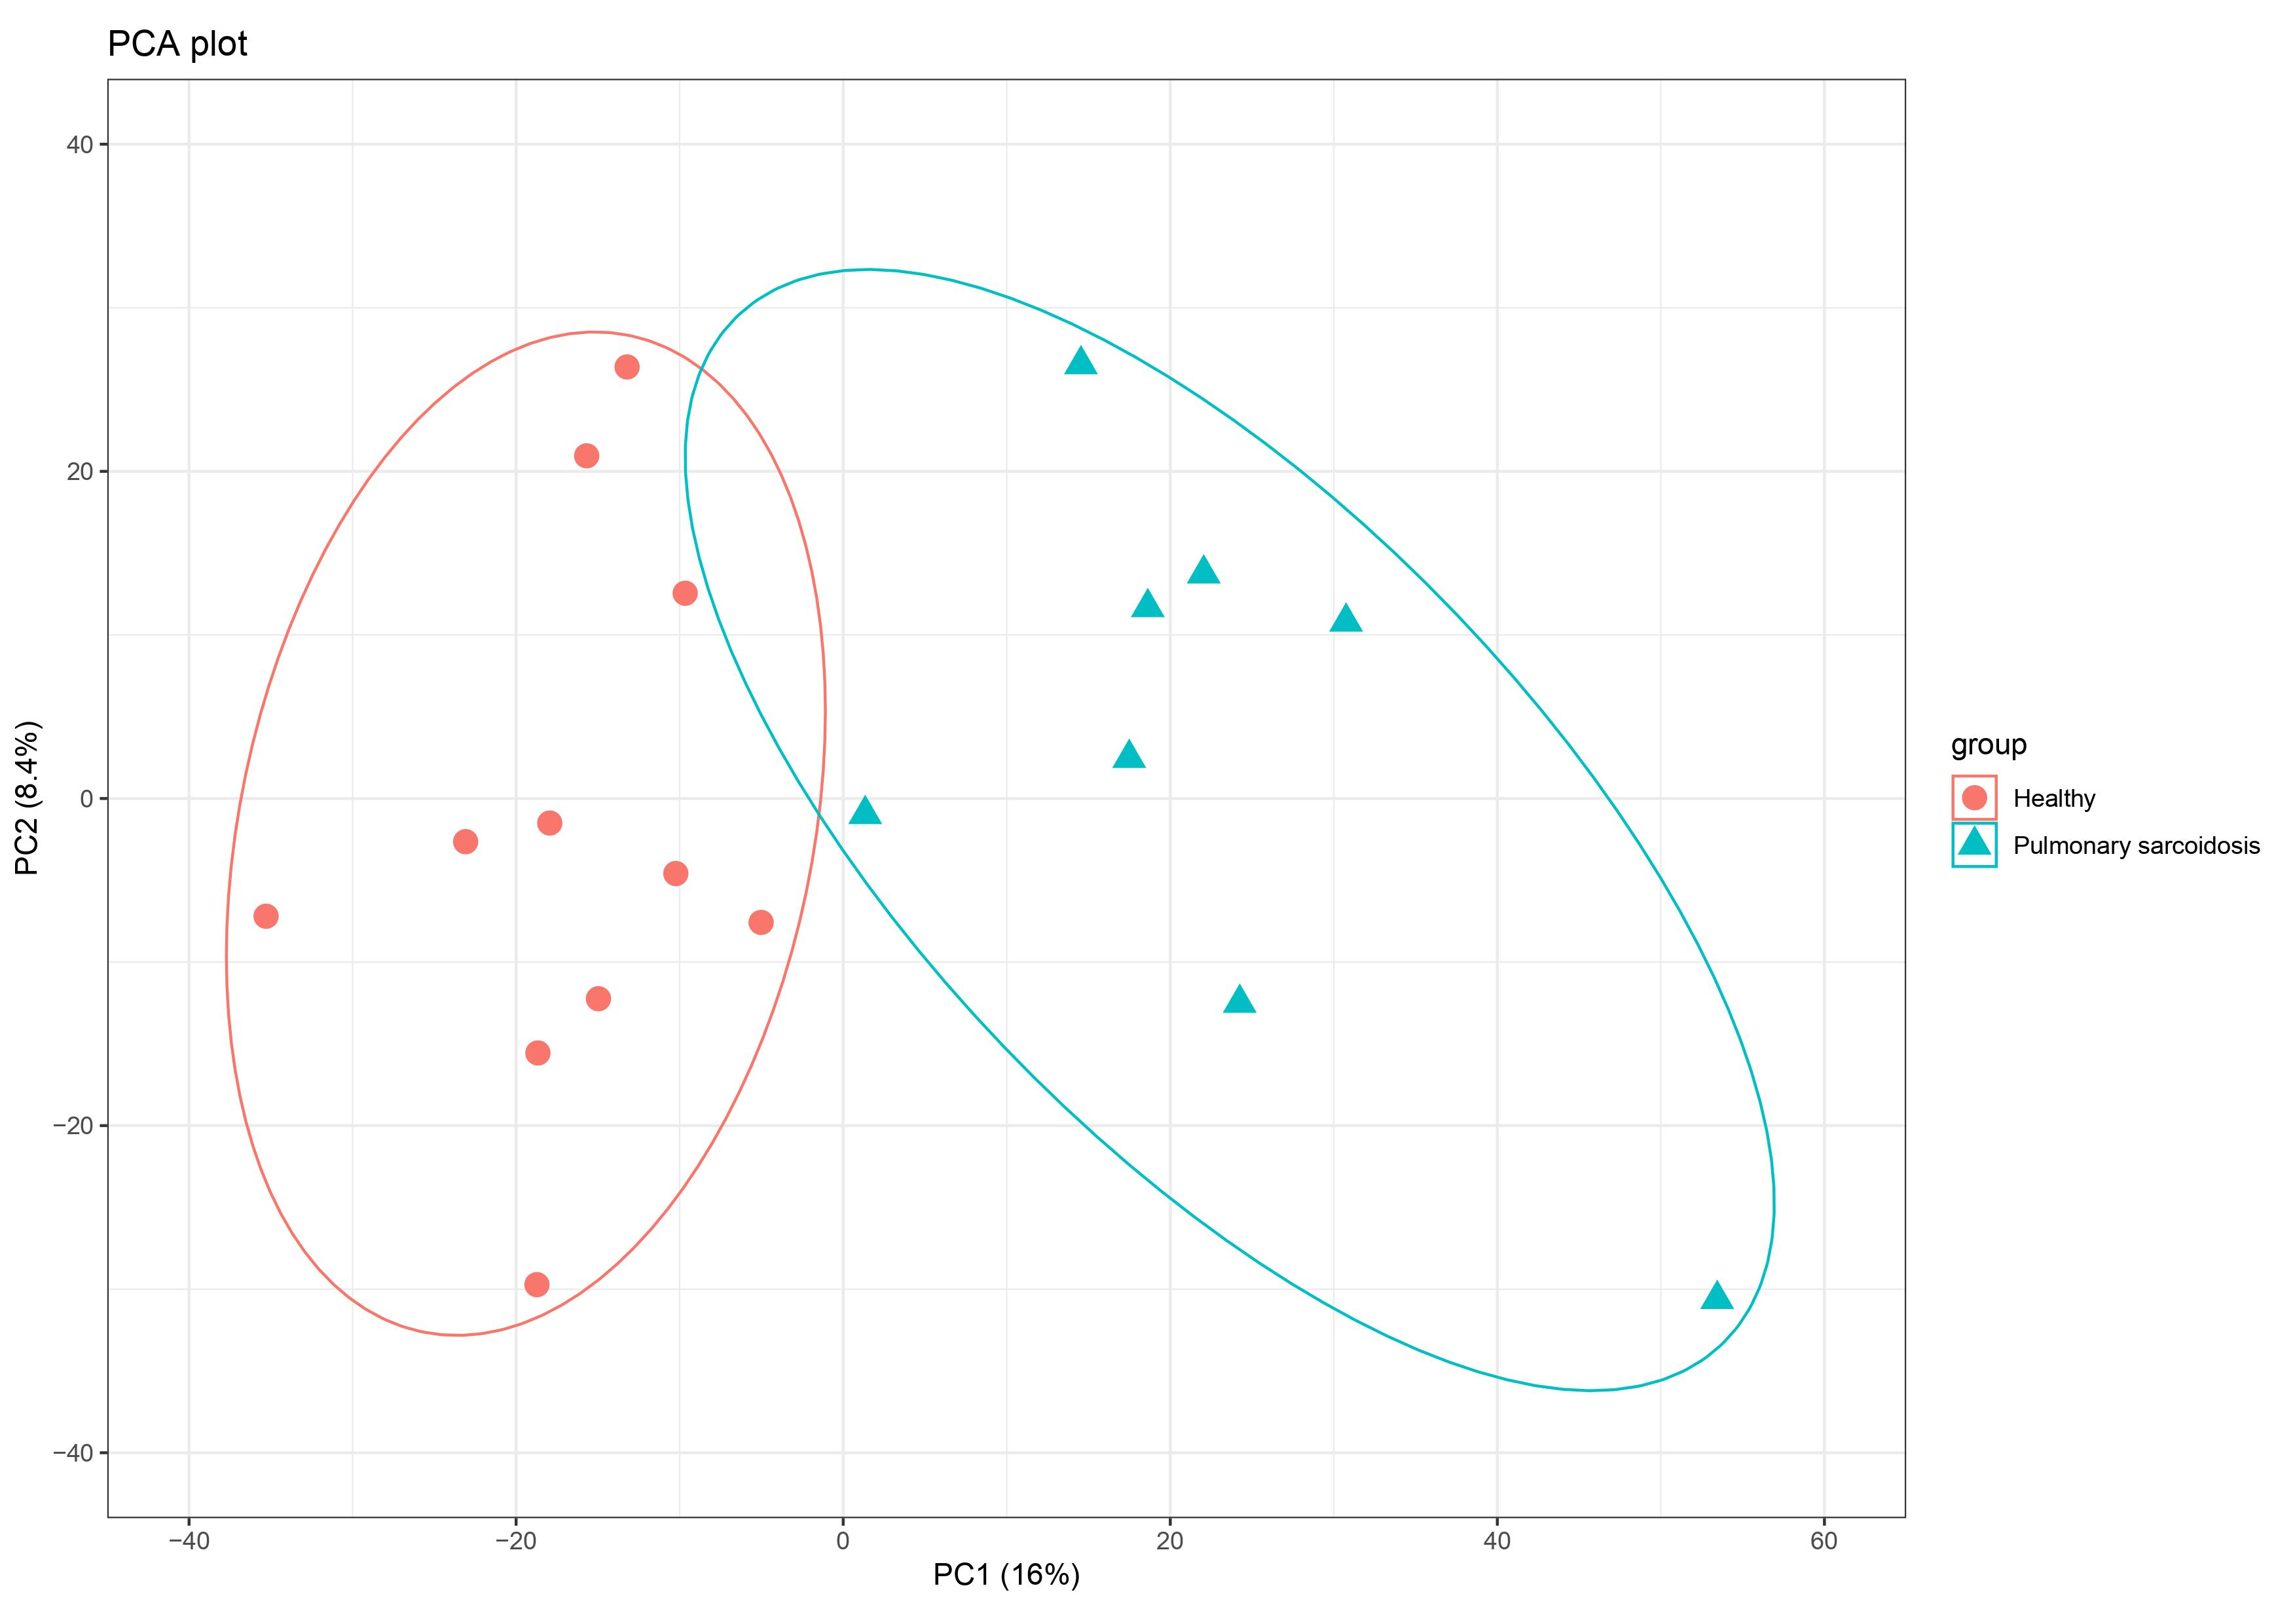 PCA plot
40
20
0
−20
−40
PC2 (8.4%)
−40
−20
0
20
40
60
PC1 (16%)
group
Healthy
Pulmonary sarcoidosis